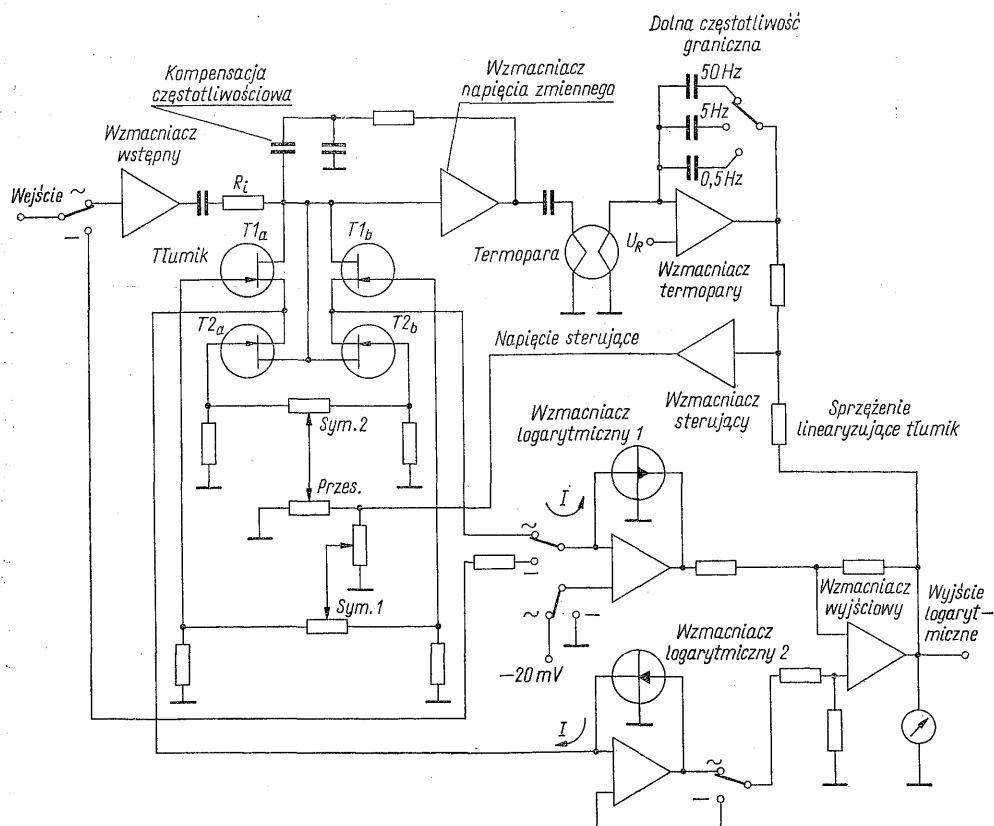 Dolna częstotliwość
graniczna
50 Hz
5 Hz
0,5 Hz
Kompensacja
częstotliwościowa
Wzmacniacz
napięcia zmiennego
Wzmacniacz
wstępny
Wejście
~
—
Ri
T1a
T1b
Tłumik
T2a
T2b
Termopara
UR
Wzmacniacz
termopary
Napięcie sterujące
Wzmacniacz
sterujący
Sprzężenie
linearyzujące tłumik
Sym.2
Przes.
Sym.1
Wzmacniacz
logarytmiczny 1
I
~
—
~
—
—20 mV
Wzmacniacz
wyjściowy
Wyjście
logaryt—
miczne
Wzmacniacz
logarytmiczny 2
I
~
—